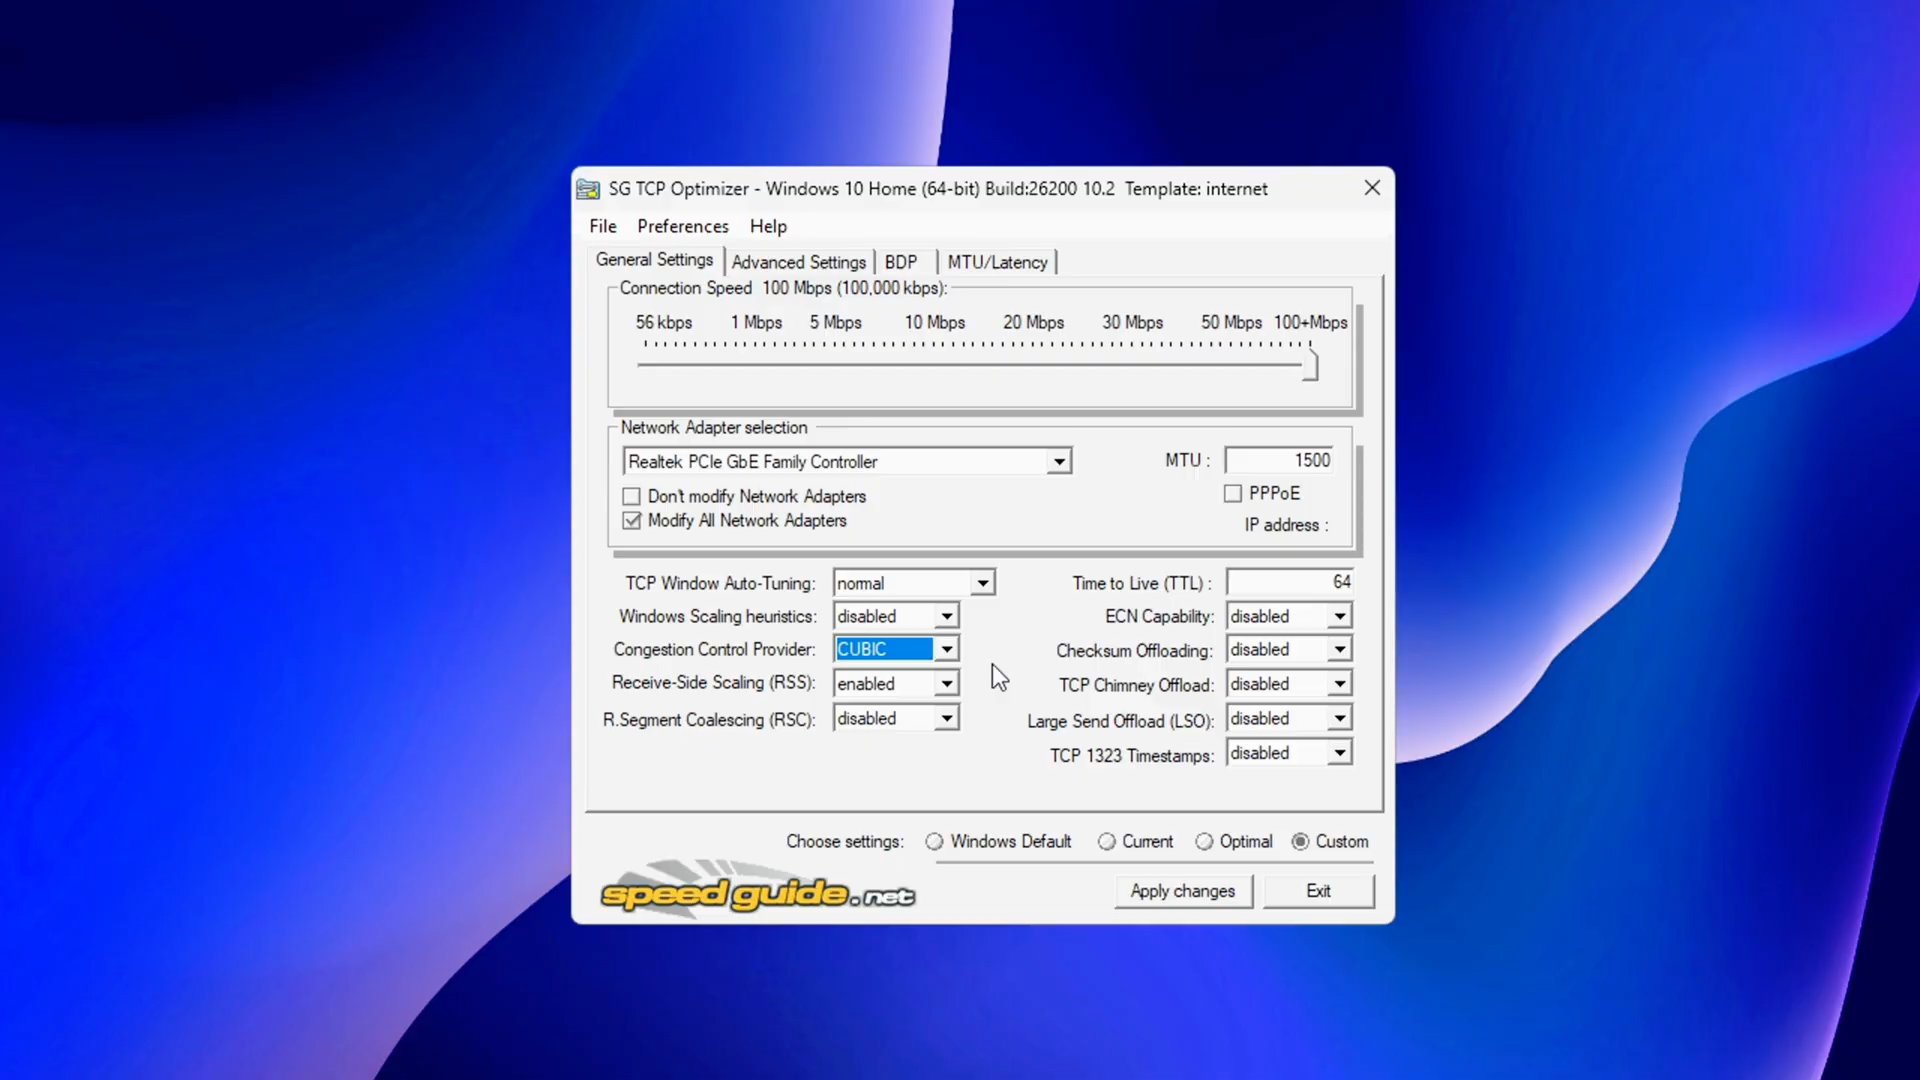 SG TCP Optimizer - Windows 10 Home (64-bit) Build:26200 10.2  Template: internet
File  Preferences  Help
General Settings  Advanced Settings  BDP  MTU/Latency
Connection Speed  100 Mbps (100,000 kbps):
56 kbps  1 Mbps  5 Mbps  10 Mbps  20 Mbps  30 Mbps  50 Mbps  100+Mbps
Network Adapter selection
Realtek PCIe GbE Family Controller  MTU :  1500
Don't modify Network Adapters  PPPoE
Modify All Network Adapters  IP address :
TCP Window Auto-Tuning:  normal  Time to Live (TTL) :  64
Windows Scaling heuristics:  disabled  ECN Capability:  disabled
Congestion Control Provider:  CUBIC  Checksum Offloading:  disabled
Receive-Side Scaling (RSS):  enabled  TCP Chimney Offload:  disabled
R.Segment Coalescing (RSC):  disabled  Large Send Offload (LSO):  disabled
TCP 1323 Timestamps:  disabled
Choose settings:  Windows Default  Current  Optimal  Custom
speed guide.net  Apply changes  Exit